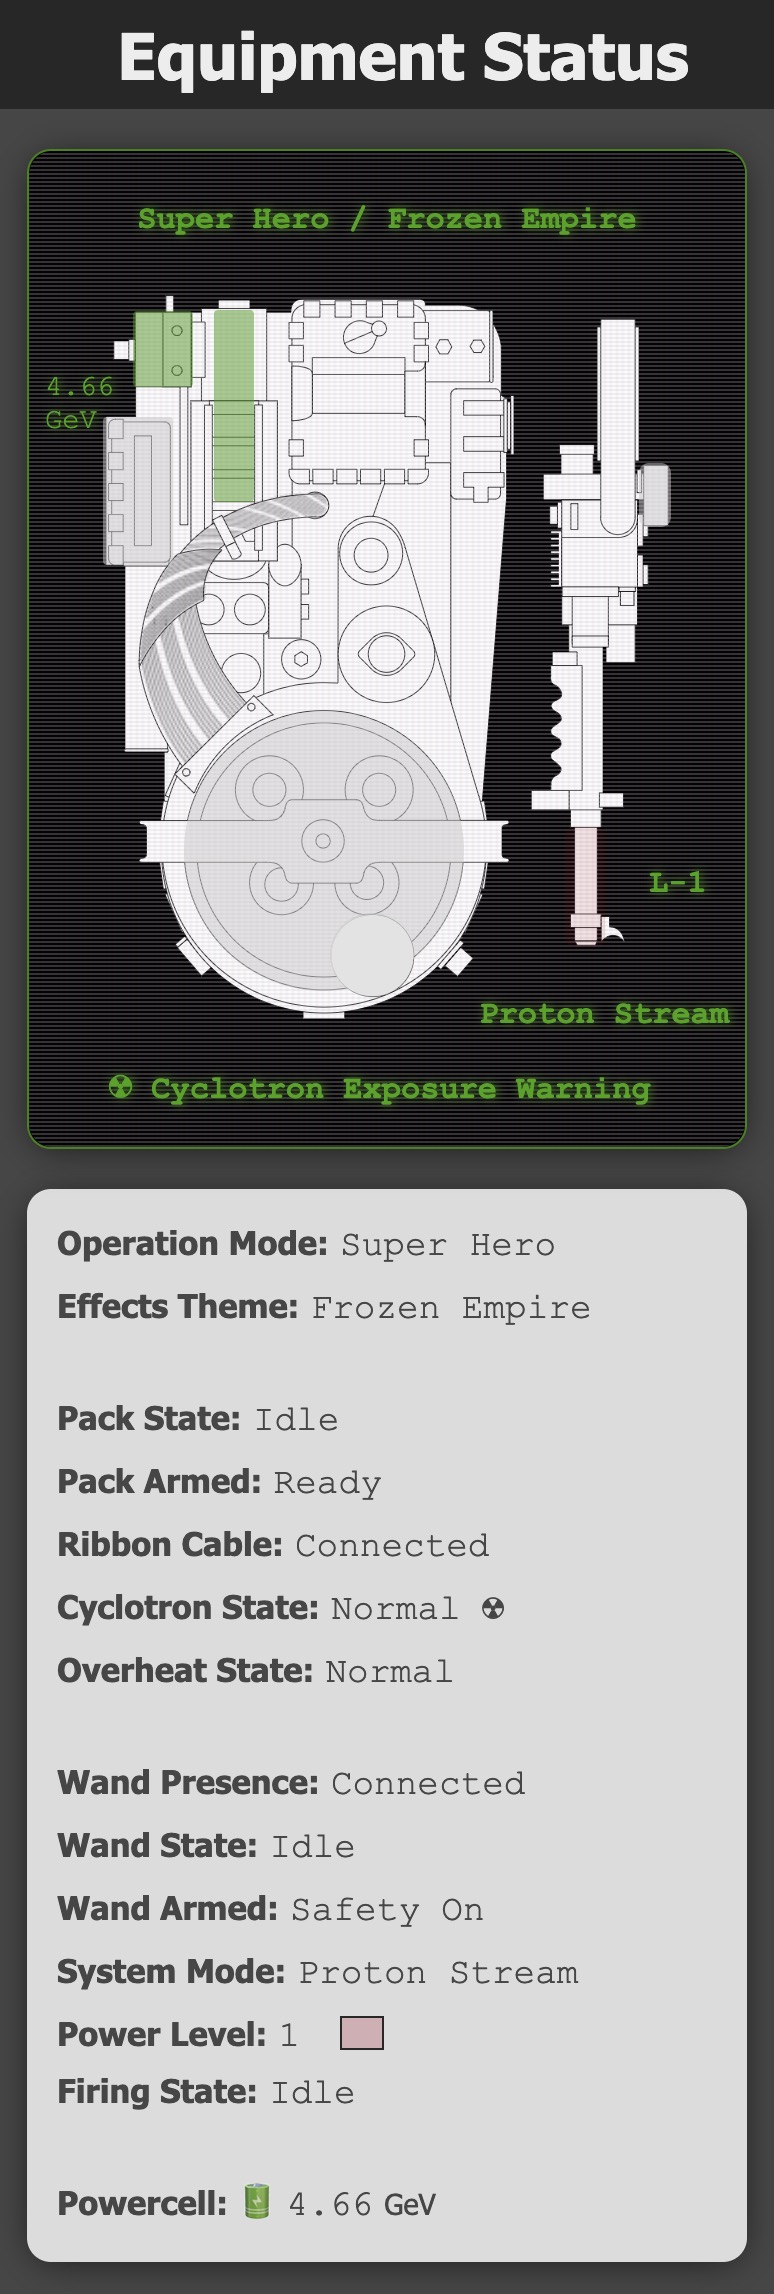 Equipment Status
Super Hero / Frozen Empire
4.66
GeV
L-1
Proton Stream
☢ Cyclotron Exposure Warning
Operation Mode: Super Hero
Effects Theme: Frozen Empire
Pack State: Idle
Pack Armed: Ready
Ribbon Cable: Connected
Cyclotron State: Normal ☢
Overheat State: Normal
Wand Presence: Connected
Wand State: Idle
Wand Armed: Safety On
System Mode: Proton Stream
Power Level: 1
Firing State: Idle
Powercell: 🔋 4.66 GeV